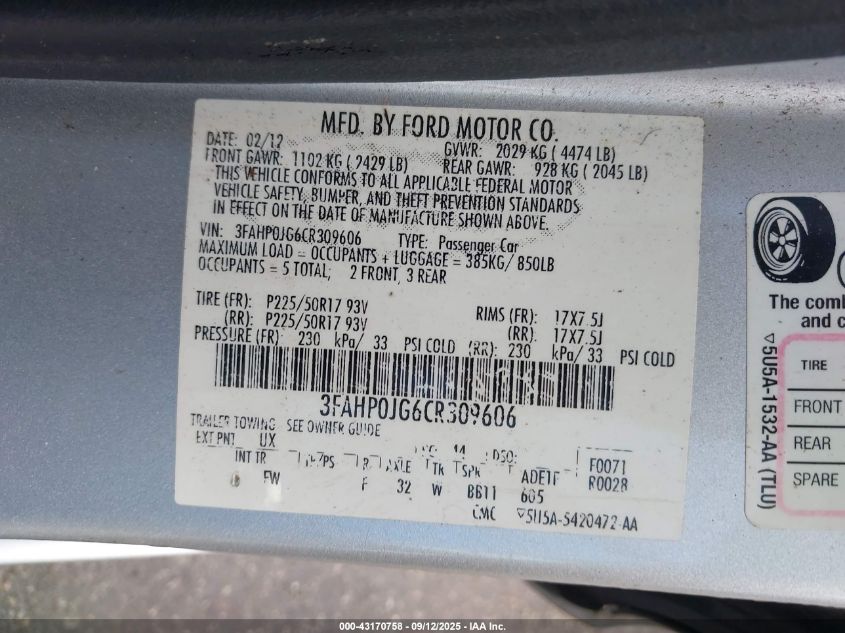 MFD. BY FORD MOTOR CO.
DATE: 02/12 GVWR: 2029 KG ( 4474 LB)
FRONT GAWR: 1102 KG ( 2429 LB) REAR GAWR: 928 KG ( 2045 LB)
THIS VEHICLE CONFORMS TO ALL APPLICABLE FEDERAL MOTOR
VEHICLE SAFETY, BUMPER, AND THEFT PREVENTION STANDARDS
IN EFFECT ON THE DATE OF MANUFACTURE SHOWN ABOVE.
VIN: 3FAHP0JG6CR309606 TYPE: Passenger Car
MAXIMUM LOAD = OCCUPANTS + LUGGAGE = 385KG/ 850LB
OCCUPANTS = 5 TOTAL; 2 FRONT, 3 REAR
TIRE (FR): P225/50R17 93V RIMS (FR): 17X7.5J
(RR): P225/50R17 93V (RR): 17X7.5J
PRESSURE (FR): 230 kPa/ 33 PSI COLD (RR): 230 kPa/ 33 PSI COLD
3FAHP0JG6CR309606
TRAILER TOWING SEE OWNER GUIDE
EXT PNT UX 44 DSO: F0071
INT TR TP/PS R AXLE TR SPR ADE1F R0028
FW F 32 W BB11 605
CMC ▽5U5A-5420472-AA
The comb
and c
TIRE
FRONT
REAR
SPARE
▽5U5A-1532-AA (TLU)
000-43170758 - 09/12/2025 - IAA Inc.